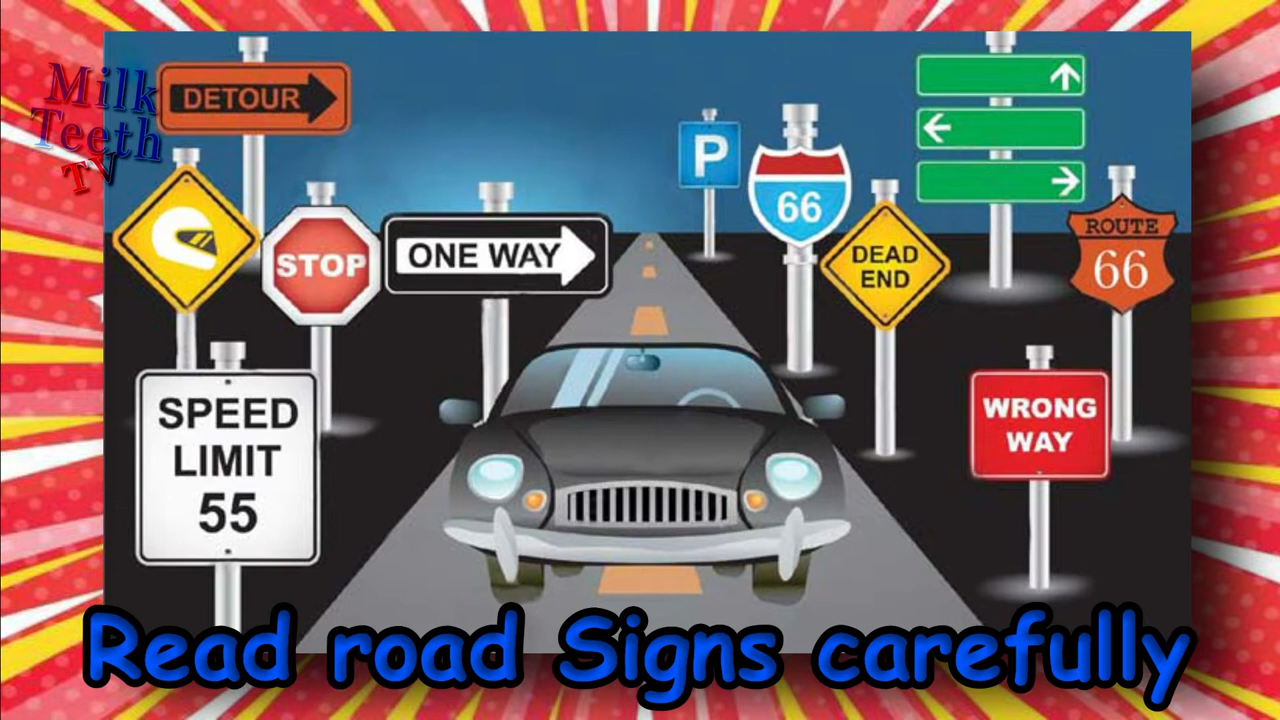 Milk
Teeth
TV
DETOUR
P
66
STOP
ONE WAY
DEAD
END
ROUTE
66
SPEED
LIMIT
55
WRONG
WAY
Read road Signs carefully